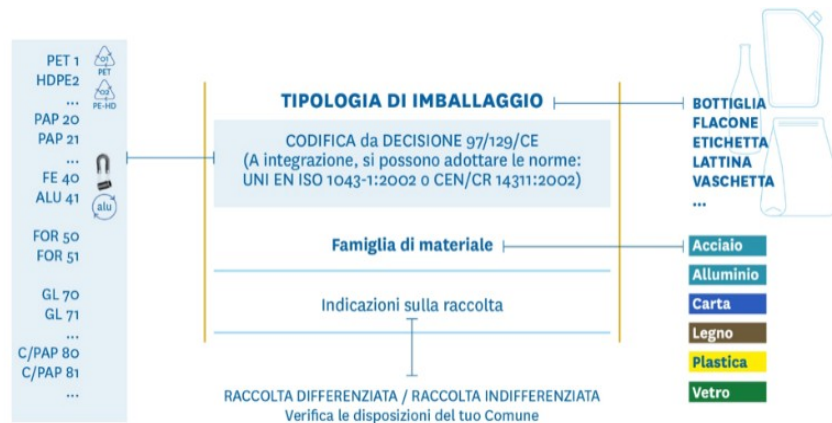 PET 1
HDPE2
...
PAP 20
PAP 21
...
FE 40
ALU 41
FOR 50
FOR 51
GL 70
GL 71
...
C/PAP 80
C/PAP 81
...
01
PET
PE-HD
alu
TIPOLOGIA DI IMBALLAGGIO
CODIFICA da DECISIONE 97/129/CE
(A integrazione, si possono adottare le norme:
UNI EN ISO 1043-1:2002 o CEN/CR 14311:2002)
Famiglia di materiale
Indicazioni sulla raccolta
RACCOLTA DIFFERENZIATA / RACCOLTA INDIFFERENZIATA
Verifica le disposizioni del tuo Comune
BOTTIGLIA
FLACONE
ETICHETTA
LATTINA
VASCHETTA
...
Acciaio
Alluminio
Carta
Legno
Plastica
Vetro